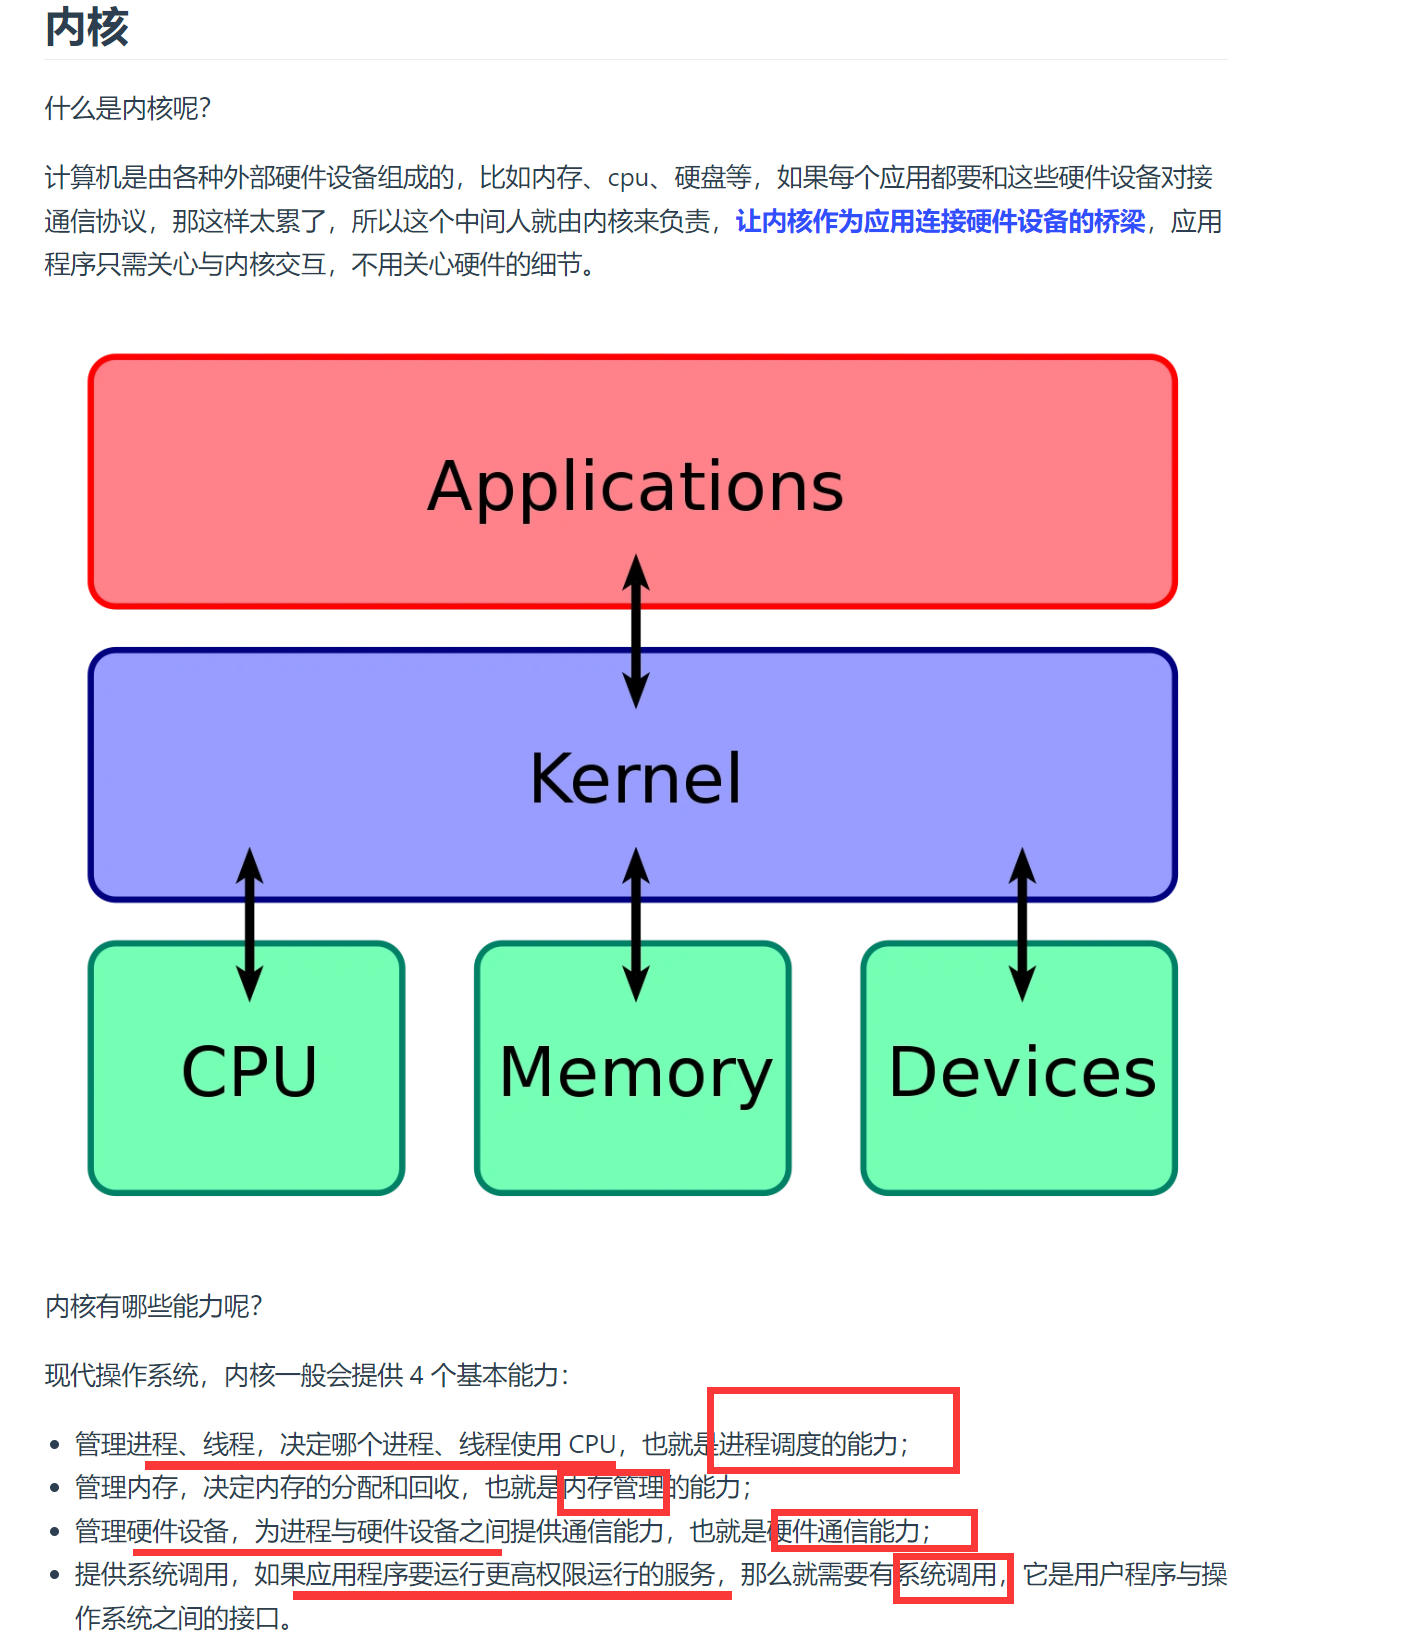 内核
什么是内核呢？
计算机是由各种外部硬件设备组成的，比如内存、cpu、硬盘等，如果每个应用都要和这些硬件设备对接
通信协议，那这样太累了，所以这个中间人就由内核来负责，让内核作为应用连接硬件设备的桥梁，应用
程序只需关心与内核交互，不用关心硬件的细节。
Applications
Kernel
CPU
Memory
Devices
内核有哪些能力呢？
现代操作系统，内核一般会提供 4 个基本能力：
管理进程、线程，决定哪个进程、线程使用 CPU，也就是进程调度的能力；
管理内存，决定内存的分配和回收，也就是内存管理的能力；
管理硬件设备，为进程与硬件设备之间提供通信能力，也就是硬件通信能力；
提供系统调用，如果应用程序要运行更高权限运行的服务，那么就需要有系统调用，它是用户程序与操
作系统之间的接口。